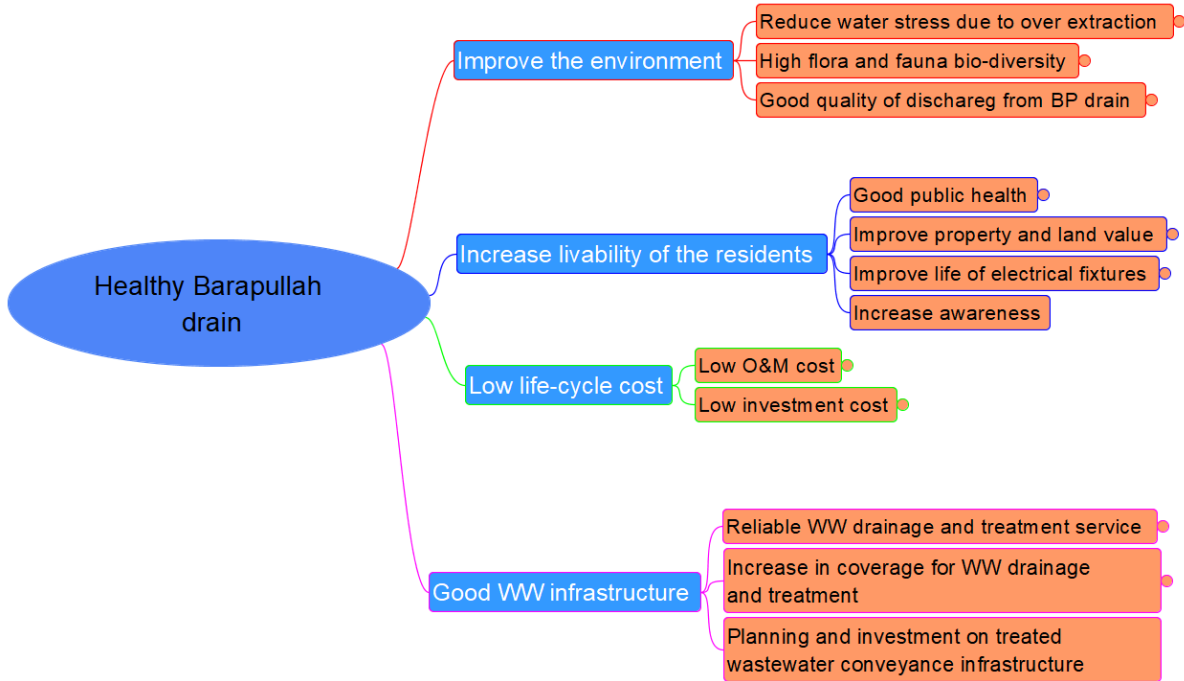 Healthy Barapullah
drain
Improve the environment
Reduce water stress due to over extraction
High flora and fauna bio-diversity
Good quality of dischareg from BP drain
Increase livability of the residents
Good public health
Improve property and land value
Improve life of electrical fixtures
Increase awareness
Low life-cycle cost
Low O&M cost
Low investment cost
Good WW infrastructure
Reliable WW drainage and treatment service
Increase in coverage for WW drainage
and treatment
Planning and investment on treated
wastewater conveyance infrastructure